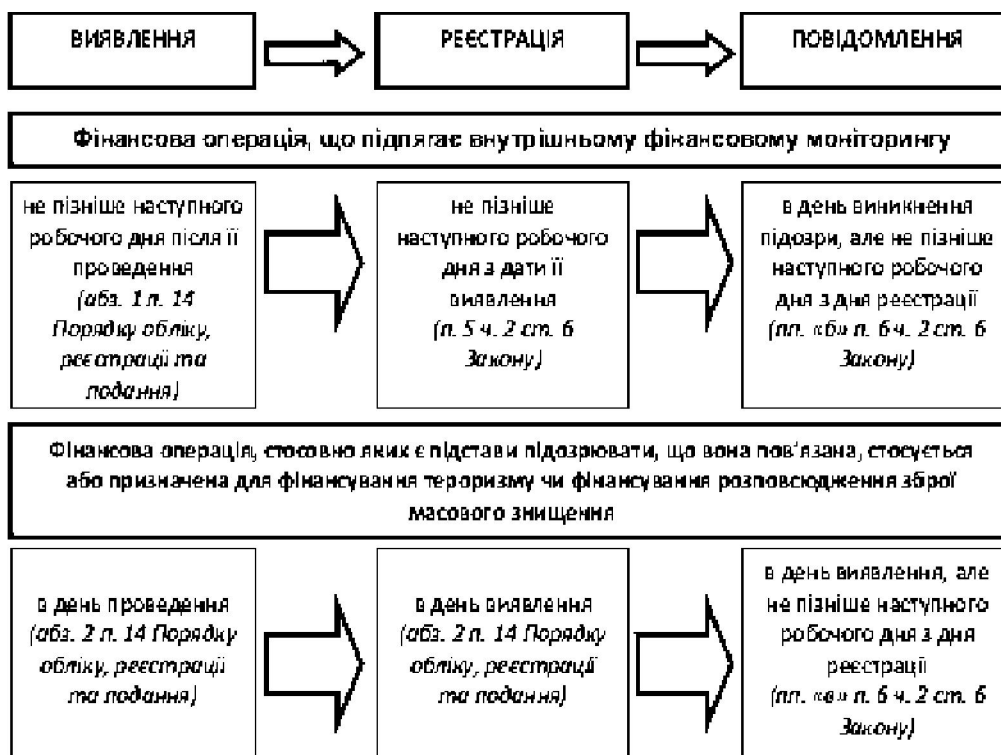 ВИЯВЛЕННЯ
РЕЄСТРАЦІЯ
ПОВІДОМЛЕННЯ
Фінансова операція, що підлягає внутрішньому фінансовому моніторингу
не пізніше наступного
робочого дня після її
проведення
(абз. 1 п. 14
Порядку обліку,
реєстрації та
подання)
не пізніше
наступного робочого
дня з дати її
виявлення
(п. 5 ч. 2 ст. 6
Закону)
в день виникнення
підозри, але не пізніше
наступного робочого
дня з дня реєстрації
(пп. «б» п. 6 ч. 2 ст. 6
Закону)
Фінансова операція, стосовно яких є підстави підозрювати, що вона пов'язана, стосується
або призначена для фінансування тероризму чи фінансування розповсюдження зброї
масового знищення
в день проведення
(абз. 2 п. 14 Порядку
обліку, реєстрації
та подання)
в день виявлення
(абз. 2 п. 14 Порядку
обліку, реєстрації
та подання)
в день виявлення, але
не пізніше наступного
робочого дня з дня
реєстрації
(пп. «в» п. 6 ч. 2 ст. 6
Закону)